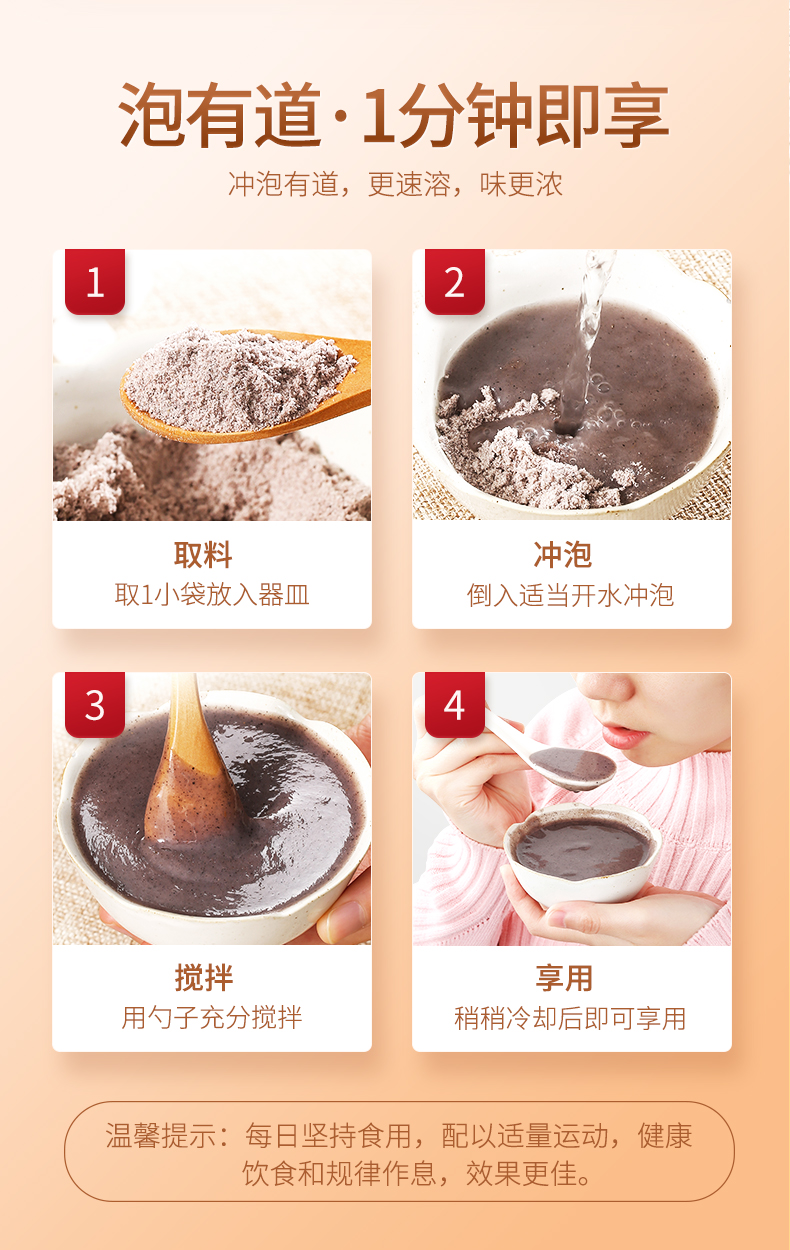 泡有道·1分钟即享
冲泡有道，更速溶，味更浓
1
取料
取1小袋放入器皿
2
冲泡
倒入适当开水冲泡
3
搅拌
用勺子充分搅拌
4
享用
稍稍冷却后即可享用
温馨提示：每日坚持食用，配以适量运动，健康
饮食和规律作息，效果更佳。